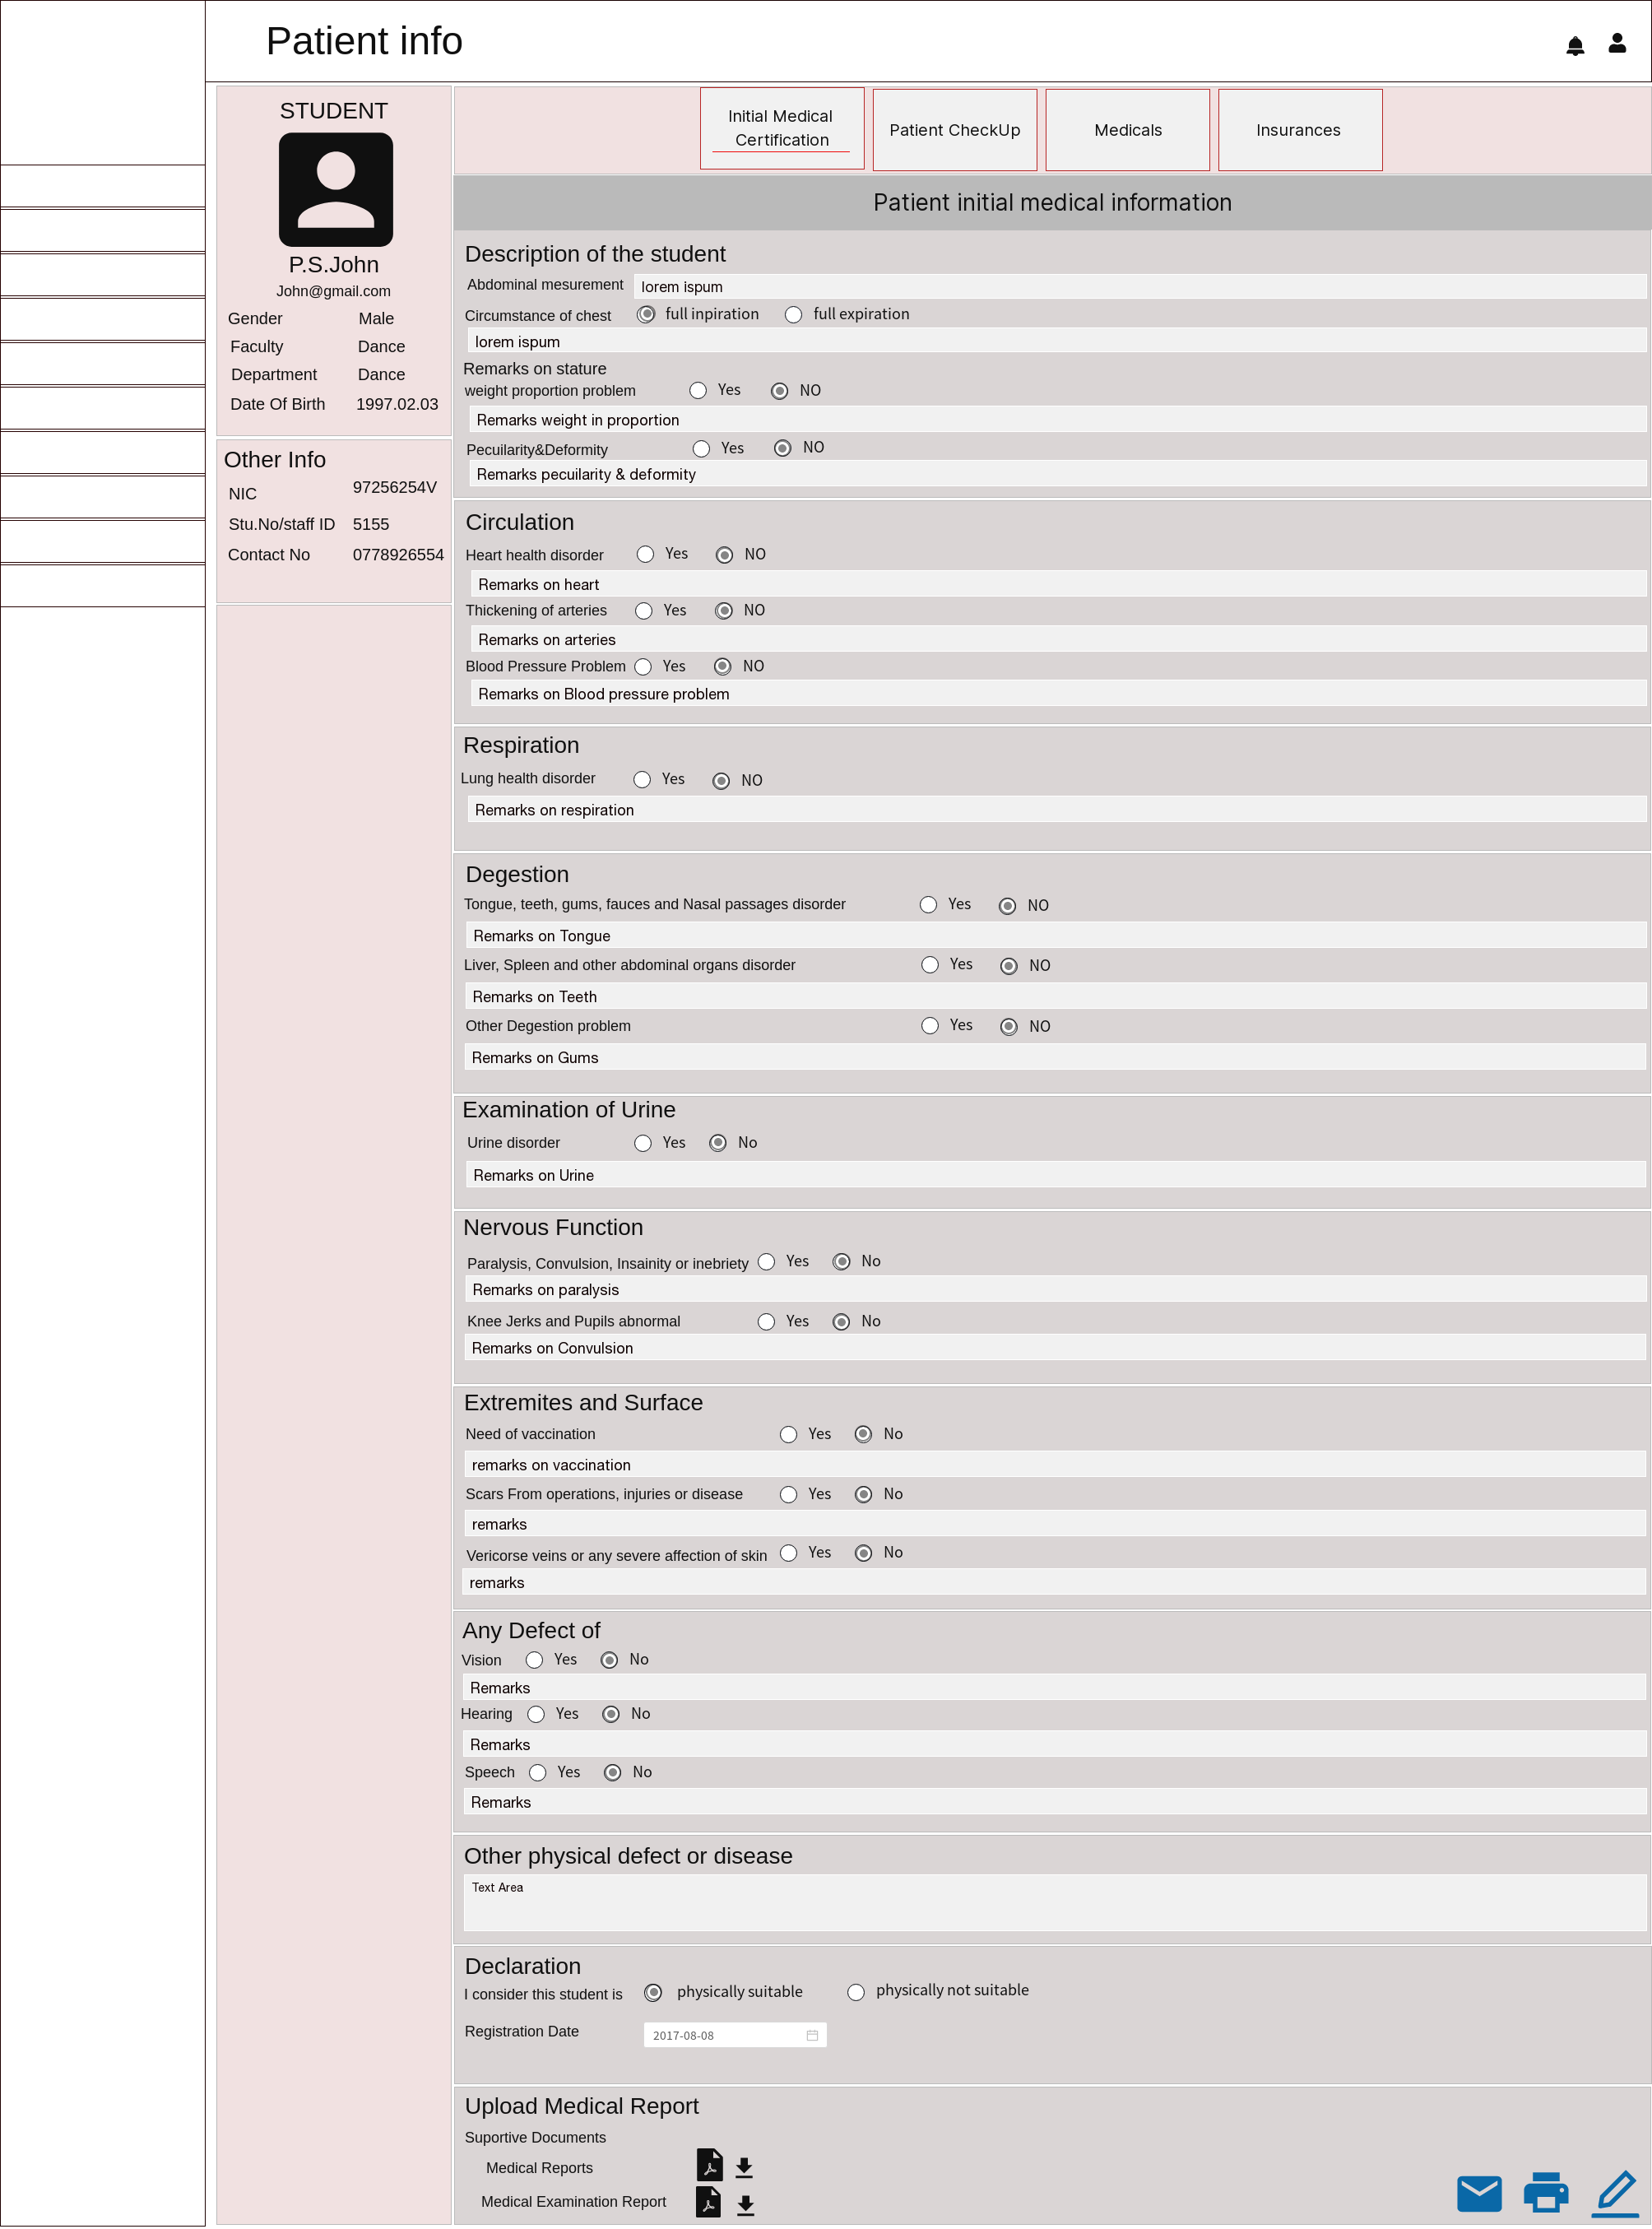 Patient info
STUDENT
P.S.John
John@gmail.com
Gender Male
Faculty Dance
Department Dance
Date Of Birth 1997.02.03
Other Info
NIC 97256254V
Stu.No/staff ID 5155
Contact No 0778926554
Initial Medical
Certification
Patient CheckUp
Medicals
Insurances
Patient initial medical information
Description of the student
Abdominal mesurement lorem ispum
Circumstance of chest full inpiration full expiration
lorem ispum
Remarks on stature
weight proportion problem Yes NO
Remarks weight in proportion
Pecuilarity&Deformity Yes NO
Remarks pecuilarity & deformity
Circulation
Heart health disorder Yes NO
Remarks on heart
Thickening of arteries Yes NO
Remarks on arteries
Blood Pressure Problem Yes NO
Remarks on Blood pressure problem
Respiration
Lung health disorder Yes NO
Remarks on respiration
Degestion
Tongue, teeth, gums, fauces and Nasal passages disorder Yes NO
Remarks on Tongue
Liver, Spleen and other abdominal organs disorder Yes NO
Remarks on Teeth
Other Degestion problem Yes NO
Remarks on Gums
Examination of Urine
Urine disorder Yes No
Remarks on Urine
Nervous Function
Paralysis, Convulsion, Insainity or inebriety Yes No
Remarks on paralysis
Knee Jerks and Pupils abnormal Yes No
Remarks on Convulsion
Extremites and Surface
Need of vaccination Yes No
remarks on vaccination
Scars From operations, injuries or disease Yes No
remarks
Vericorse veins or any severe affection of skin Yes No
remarks
Any Defect of
Vision Yes No
Remarks
Hearing Yes No
Remarks
Speech Yes No
Remarks
Other physical defect or disease
Text Area
Declaration
I consider this student is physically suitable physically not suitable
Registration Date 2017-08-08
Upload Medical Report
Suportive Documents
Medical Reports
Medical Examination Report